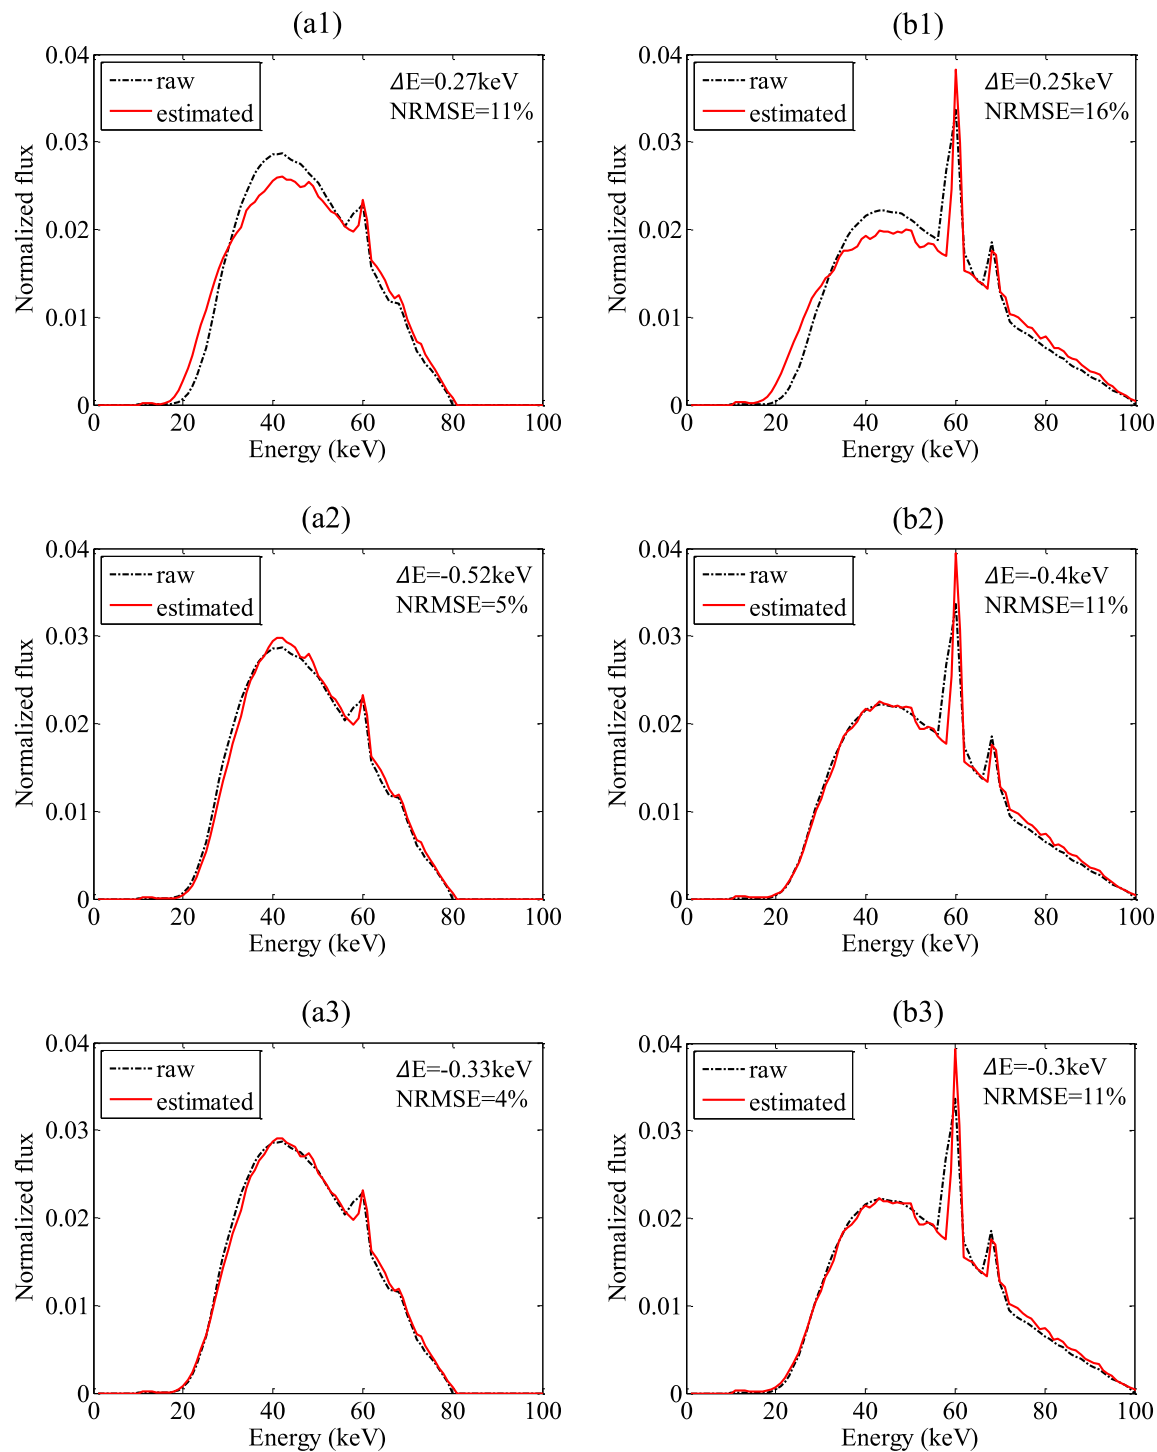 (a1)
0.04
0.03
0.02
0.01
0
Normalized flux
raw
estimated
ΔE=0.27keV
NRMSE=11%
0 20 40 60 80 100
Energy (keV)
(b1)
0.04
0.03
0.02
0.01
0
Normalized flux
raw
estimated
ΔE=0.25keV
NRMSE=16%
0 20 40 60 80 100
Energy (keV)
(a2)
0.04
0.03
0.02
0.01
0
Normalized flux
raw
estimated
ΔE=-0.52keV
NRMSE=5%
0 20 40 60 80 100
Energy (keV)
(b2)
0.04
0.03
0.02
0.01
0
Normalized flux
raw
estimated
ΔE=-0.4keV
NRMSE=11%
0 20 40 60 80 100
Energy (keV)
(a3)
0.04
0.03
0.02
0.01
0
Normalized flux
raw
estimated
ΔE=-0.33keV
NRMSE=4%
0 20 40 60 80 100
Energy (keV)
(b3)
0.04
0.03
0.02
0.01
0
Normalized flux
raw
estimated
ΔE=-0.3keV
NRMSE=11%
0 20 40 60 80 100
Energy (keV)